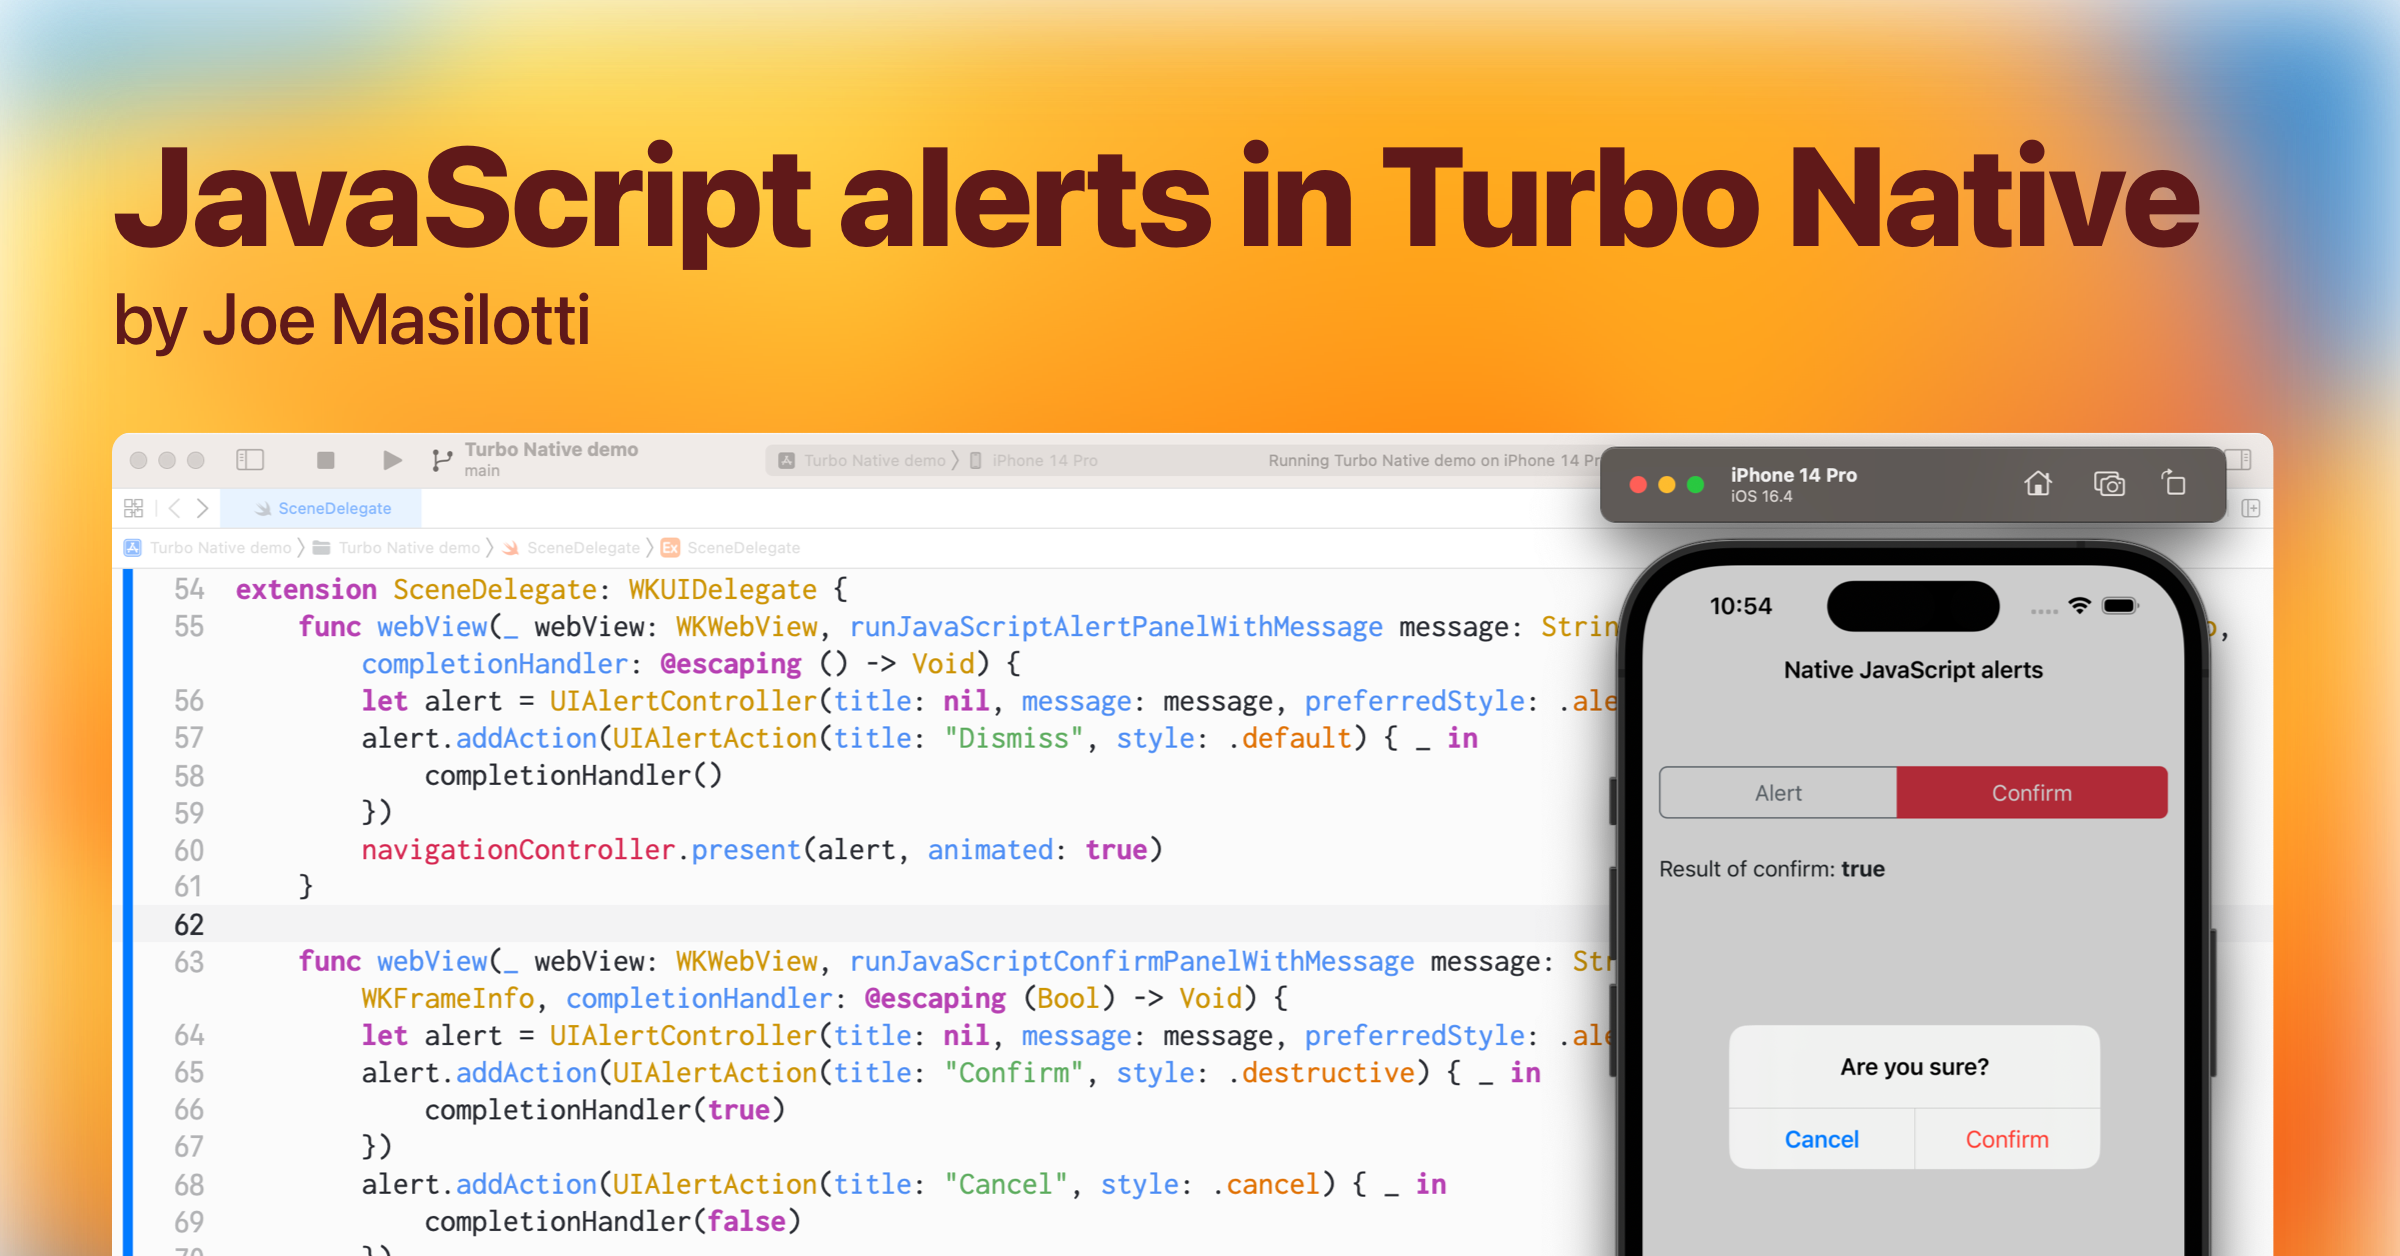 JavaScript alerts in Turbo Native
by Joe Masilotti
Turbo Native demo
main
Turbo Native demo 〉 iPhone 14 Pro
Running Turbo Native demo on iPhone 14
SceneDelegate
Turbo Native demo 〉 Turbo Native demo 〉 SceneDelegate 〉 Ex SceneDelegate
54 extension SceneDelegate: WKUIDelegate {
55 func webView(_ webView: WKWebView, runJavaScriptAlertPanelWithMessage message:
completionHandler: @escaping () -> Void) {
56 let alert = UIAlertController(title: nil, message: message, preferredStyle:
57 alert.addAction(UIAlertAction(title: "Dismiss", style: .default) { _ in
58 completionHandler()
59 })
60 navigationController.present(alert, animated: true)
61 }
62
63 func webView(_ webView: WKWebView, runJavaScriptConfirmPanelWithMessage message:
WKFrameInfo, completionHandler: @escaping (Bool) -> Void) {
64 let alert = UIAlertController(title: nil, message: message, preferredStyle:
65 alert.addAction(UIAlertAction(title: "Confirm", style: .destructive) { _ in
66 completionHandler(true)
67 })
68 alert.addAction(UIAlertAction(title: "Cancel", style: .cancel) { _ in
69 completionHandler(false)
iPhone 14 Pro
iOS 16.4
10:54
Native JavaScript alerts
Alert Confirm
Result of confirm: true
Are you sure?
Cancel Confirm